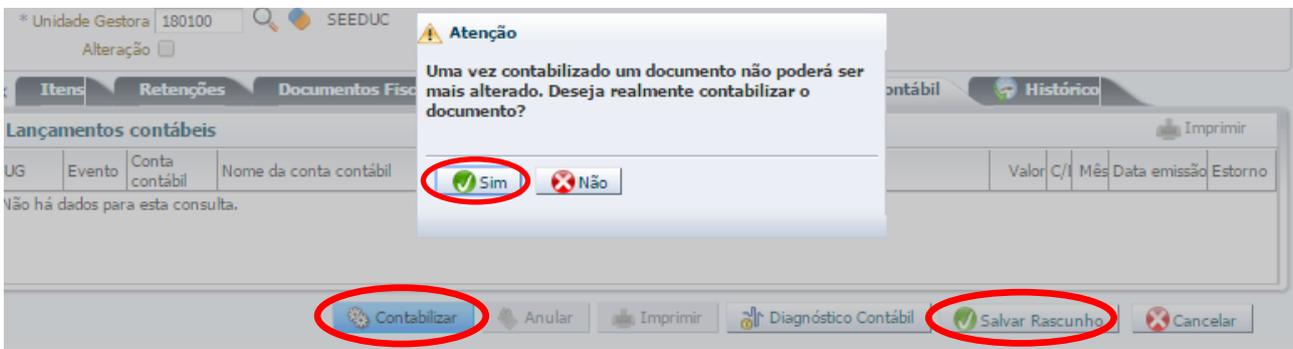 * Unidade Gestora 180100 SEEDUC
Alteração
Atenção
Uma vez contabilizado um documento não poderá ser
mais alterado. Deseja realmente contabilizar o
documento?
Sim Não
Itens Retenções Documentos Fisc ontábil Histórico
Lançamentos contábeis Imprimir
UG Evento Conta contábil Nome da conta contábil Valor C/I Mês Data emissão Estorno
Não há dados para esta consulta.
Contabilizar Anular Imprimir Diagnóstico Contábil Salvar Rascunho Cancelar